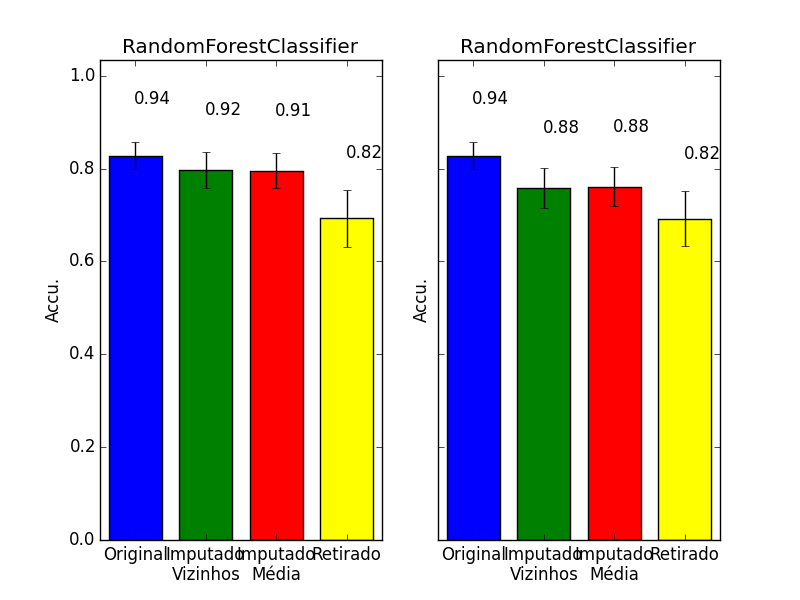 RandomForestClassifier
0.94
0.92
0.91
0.82
1.0
0.8
0.6
0.4
0.2
0.0
Accu.
Original
Imputado
Vizinhos
Imputado
Média
Retirado
RandomForestClassifier
0.94
0.88
0.88
0.82
Accu.
Original
Imputado
Vizinhos
Imputado
Média
Retirado